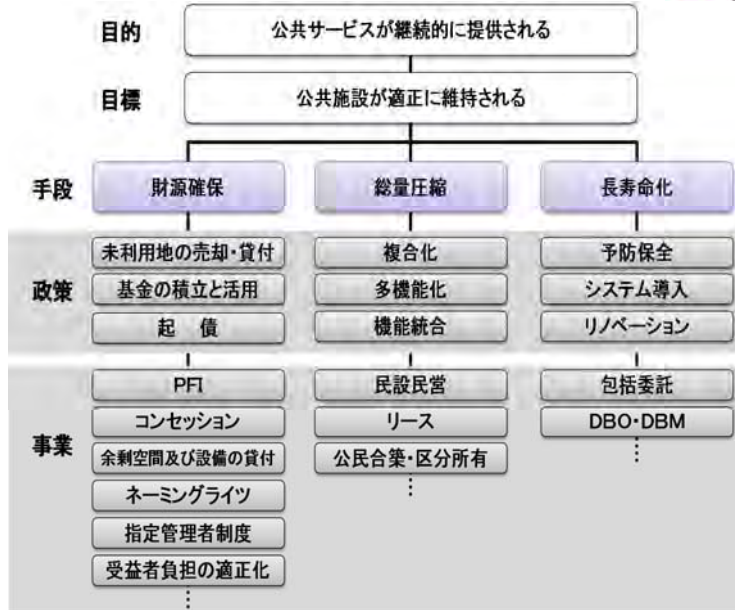 目的
公共サービスが継続的に提供される
目標
公共施設が適正に維持される
手段
財源確保
総量圧縮
長寿命化
政策
未利用地の売却・貸付
複合化
予防保全
基金の積立と活用
多機能化
システム導入
起　債
機能統合
リノベーション
事業
PFI
民設民営
包括委託
コンセッション
リース
DBO・DBM
余剰空間及び設備の貸付
公民合築・区分所有
ネーミングライツ
指定管理者制度
受益者負担の適正化